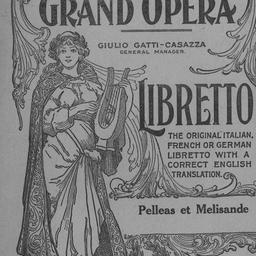 GRAND OPERA
GIULIO GATTI-CASAZZA
GENERAL MANAGER.
LIBRETTO
THE ORIGINAL ITALIAN,
FRENCH OR GERMAN
LIBRETTO WITH A
CORRECT ENGLISH
TRANSLATION.
Pelleas et Melisande